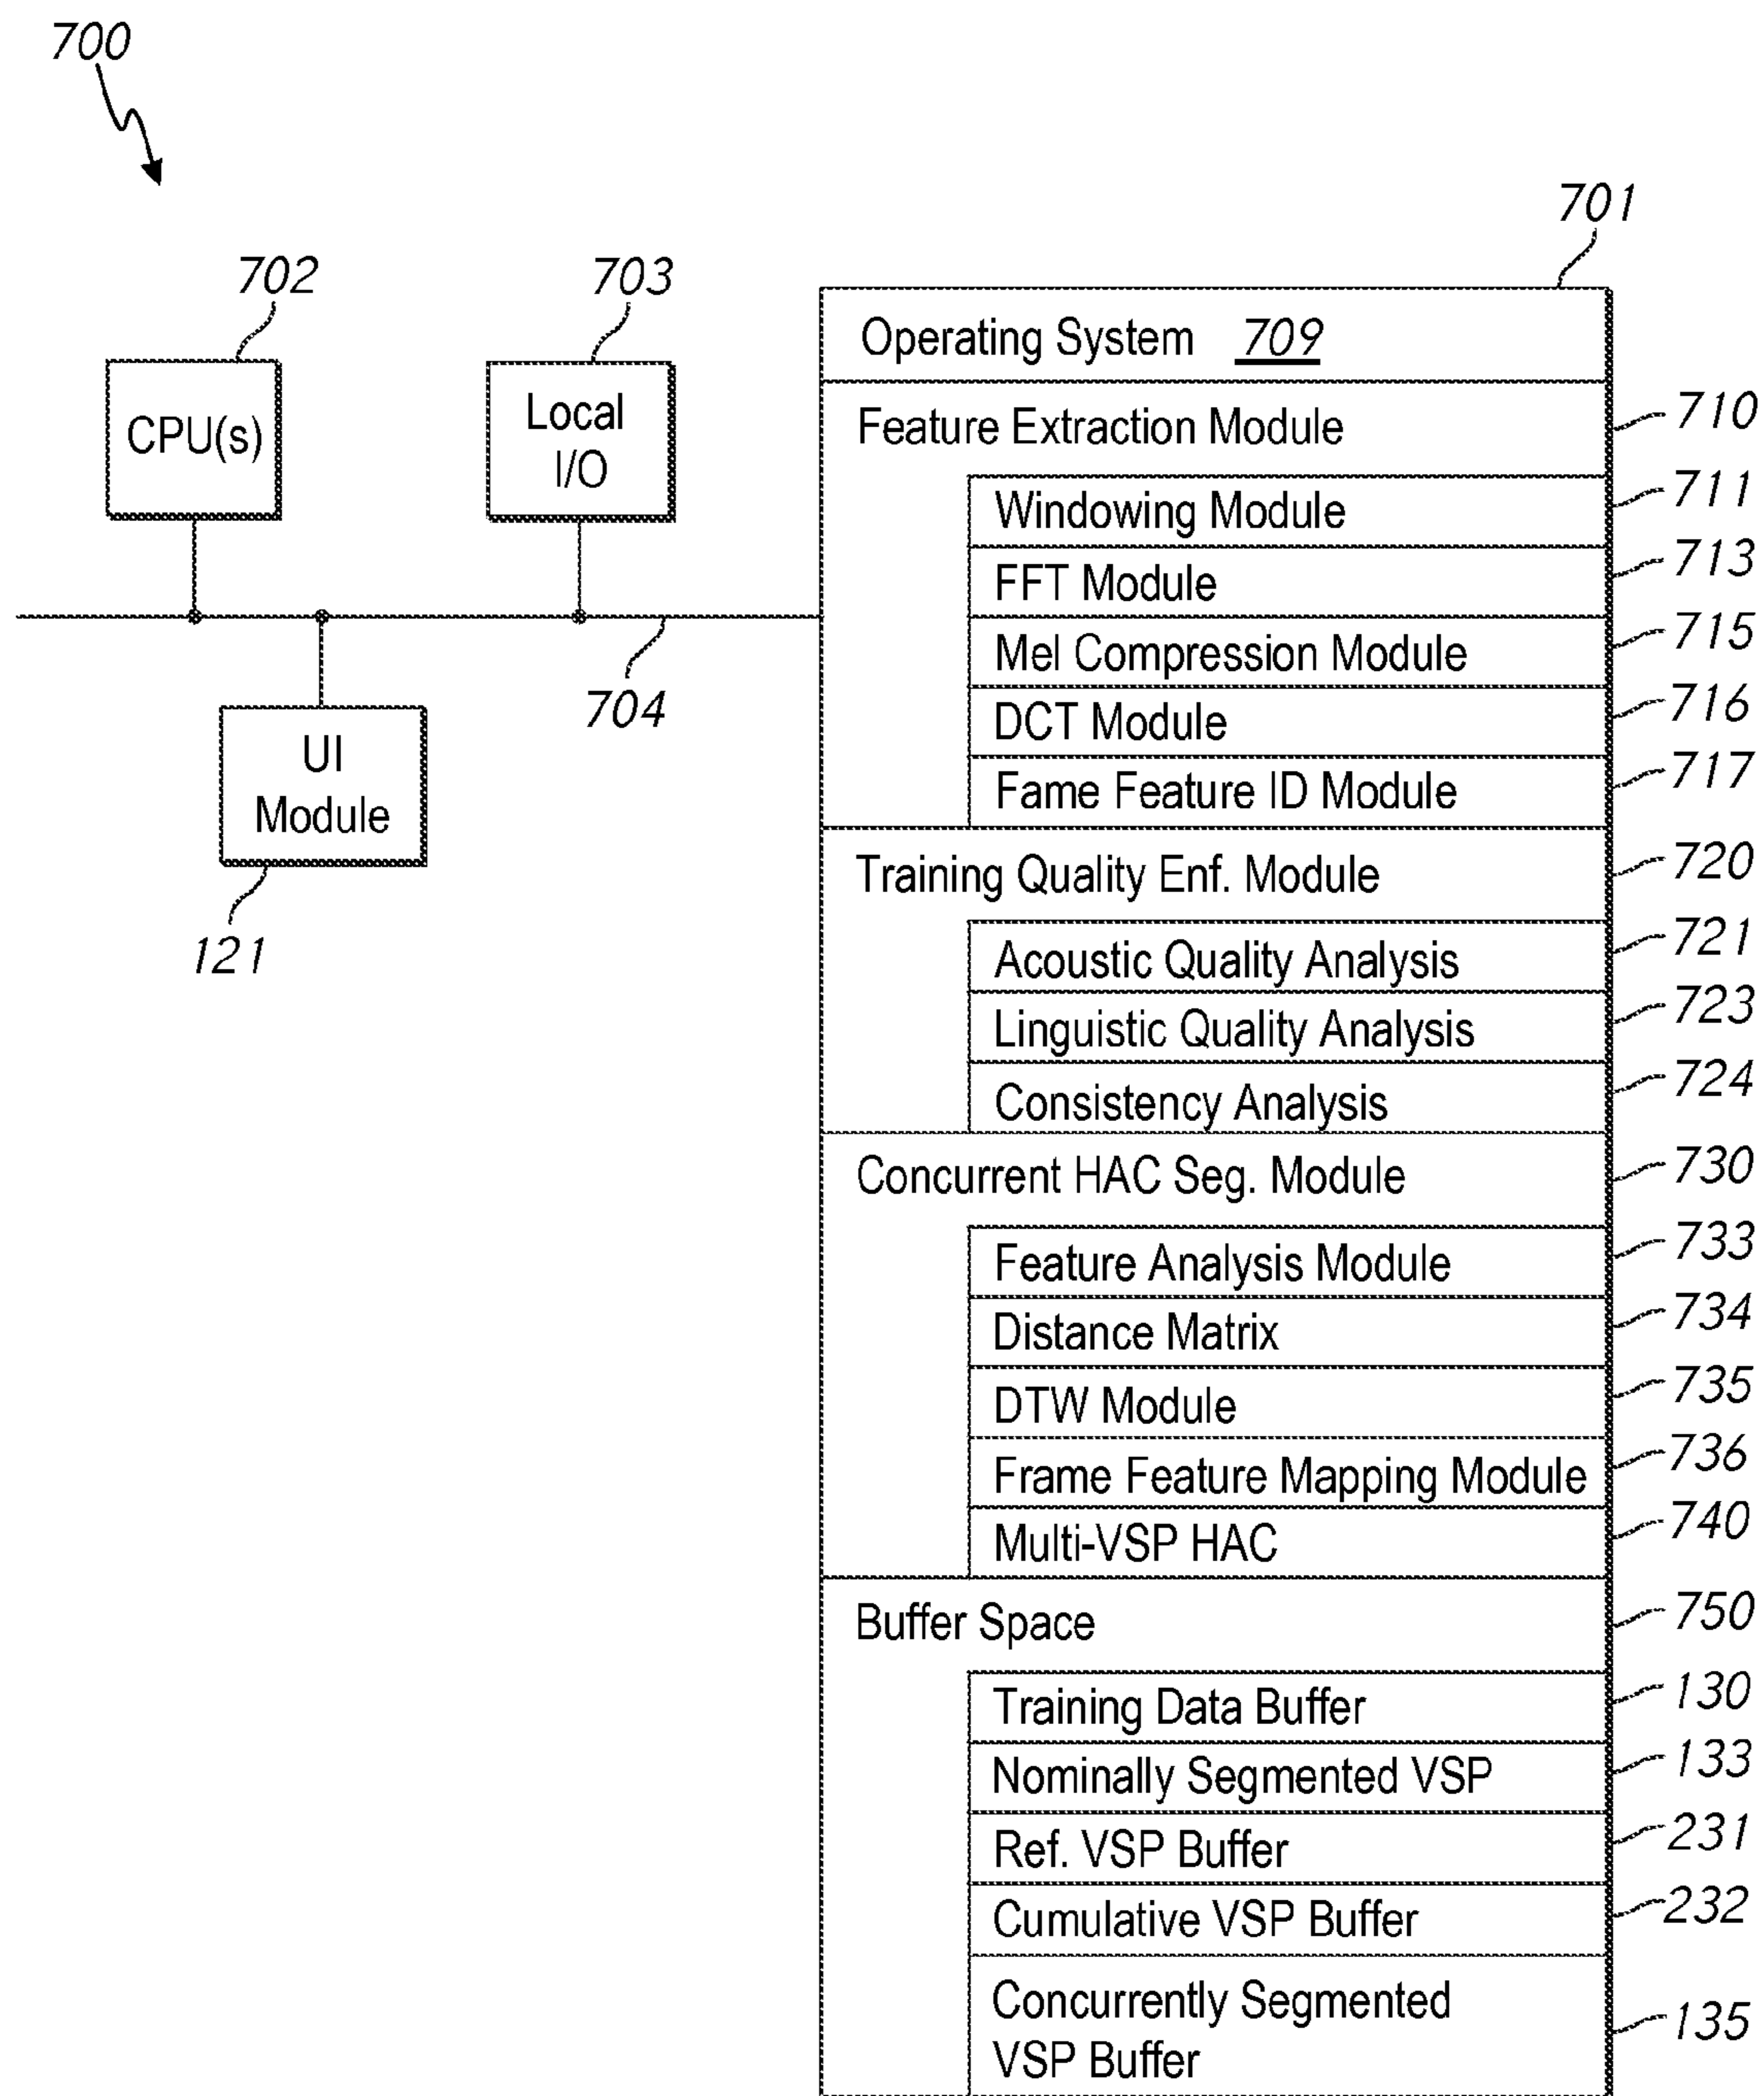 700
701
702
703
CPU(s)
Local
I/O
704
UI
Module
121
Operating System 709
Feature Extraction Module 710
Windowing Module 711
FFT Module 713
Mel Compression Module 715
DCT Module 716
Fame Feature ID Module 717
Training Quality Enf. Module 720
Acoustic Quality Analysis 721
Linguistic Quality Analysis 723
Consistency Analysis 724
Concurrent HAC Seg. Module 730
Feature Analysis Module 733
Distance Matrix 734
DTW Module 735
Frame Feature Mapping Module 736
Multi-VSP HAC 740
Buffer Space 750
Training Data Buffer 130
Nominally Segmented VSP 133
Ref. VSP Buffer 231
Cumulative VSP Buffer 232
Concurrently Segmented
VSP Buffer 135